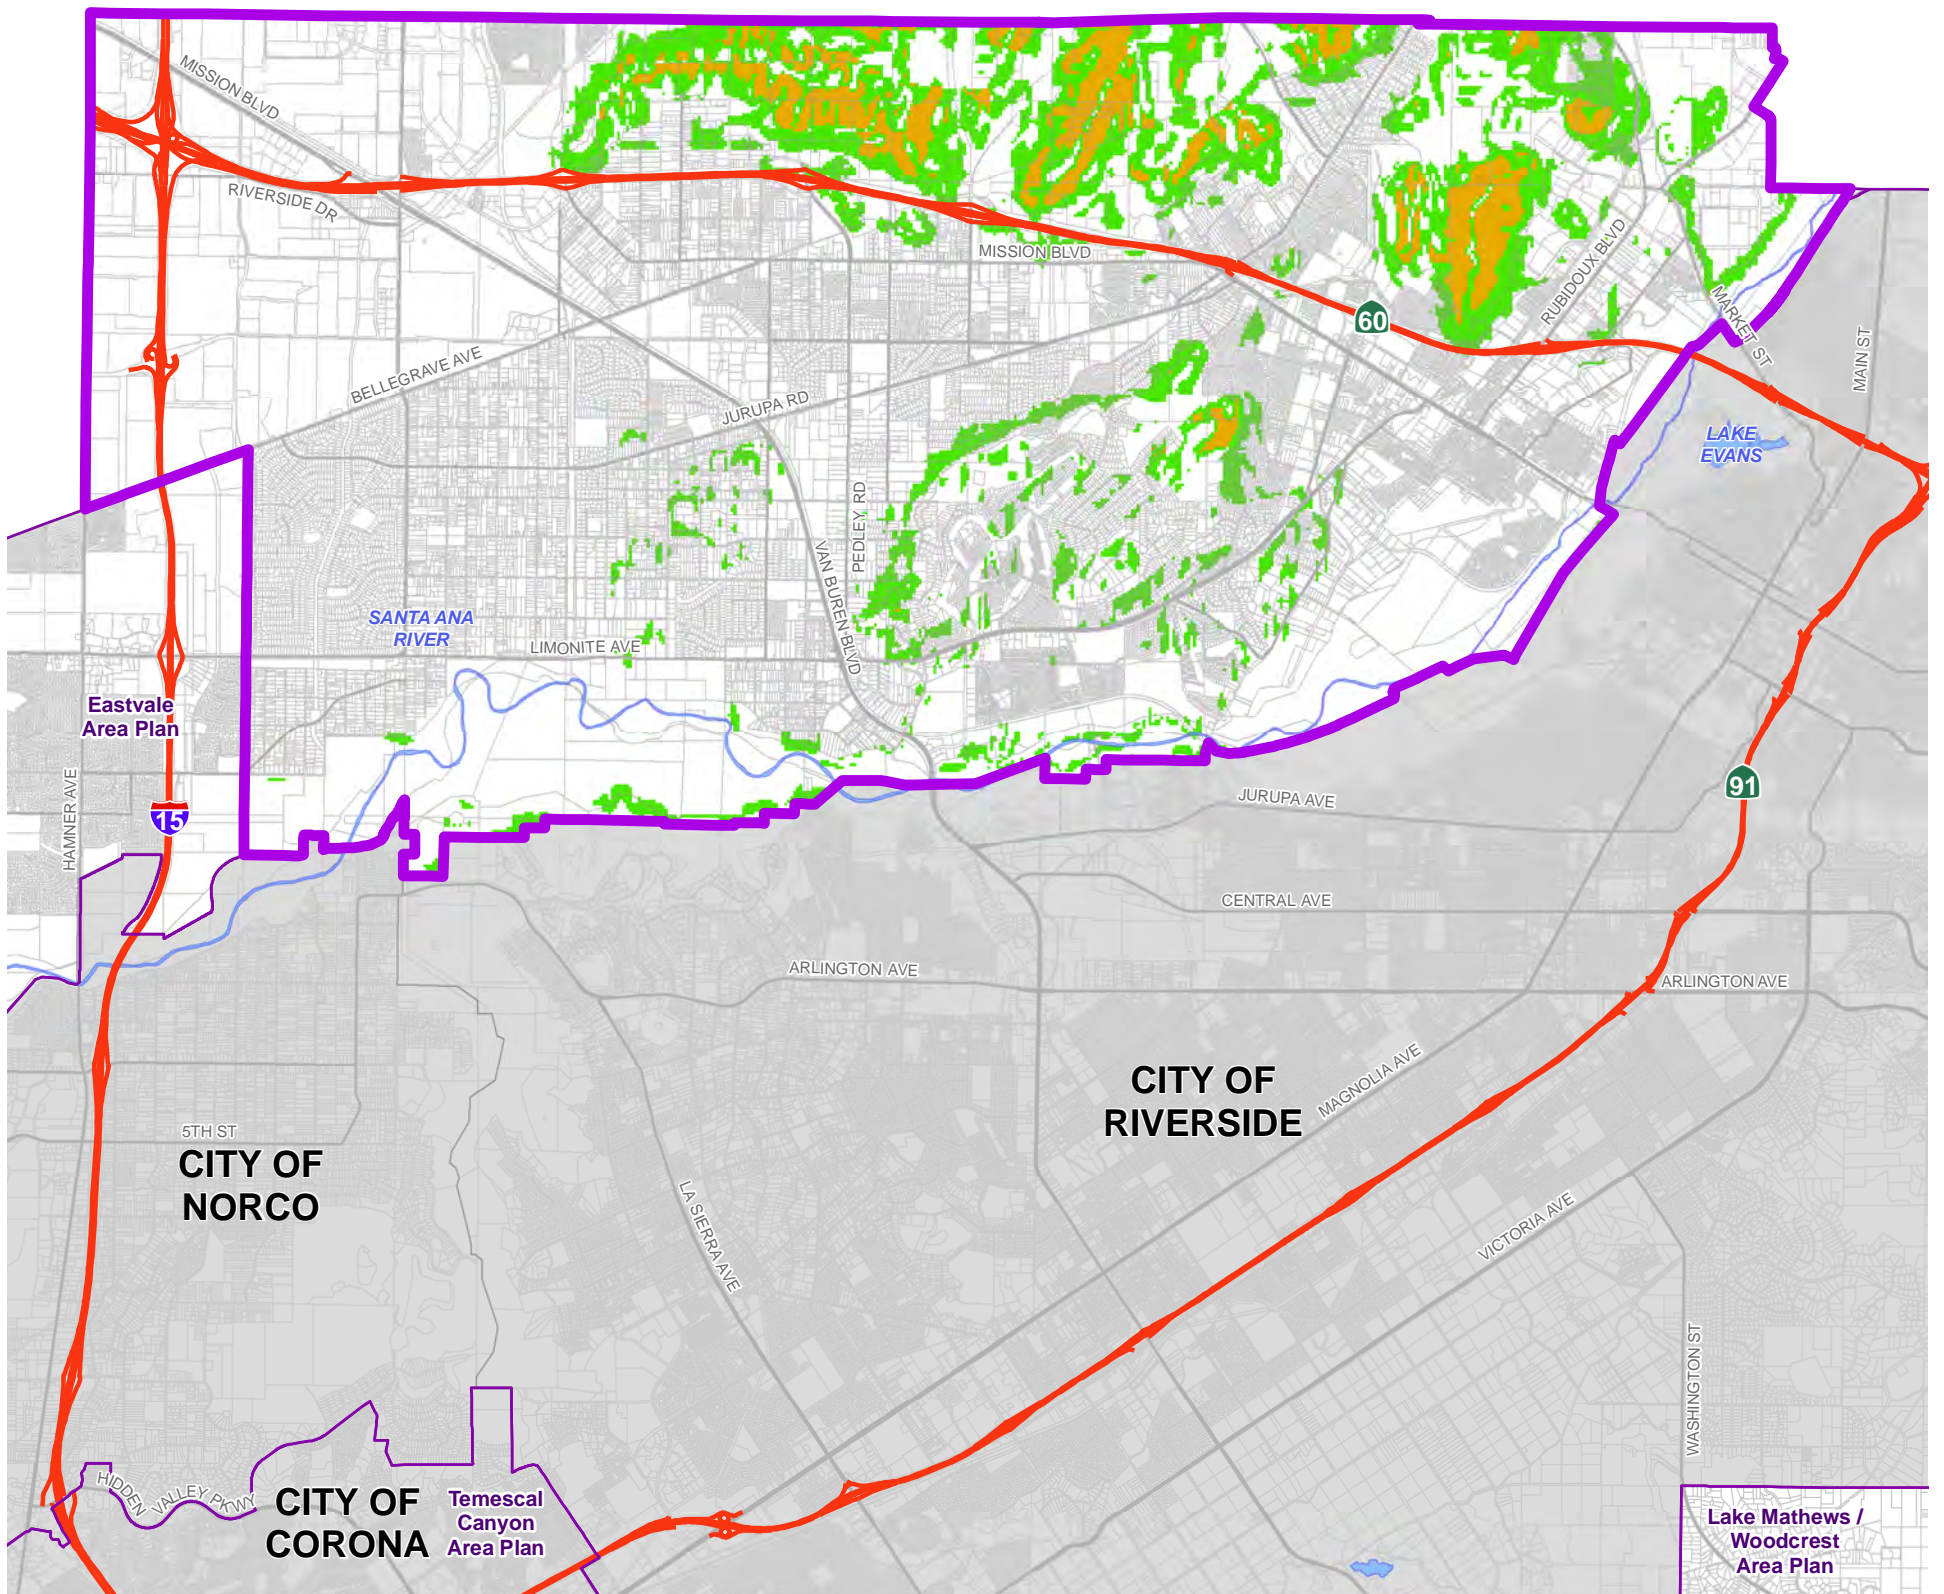 MISSION BLVD
RIVERSIDE DR
MISSION BLVD
RUBIDOUX BLVD
60
MARKET ST
MAIN ST
BELLEGRAVE AVE
JURUPA RD
LAKE
EVANS
PEDLEY RD
VAN BUREN BLVD
SANTA ANA
RIVER
LIMONITE AVE
Eastvale
Area Plan
HAMNER AVE
15
JURUPA AVE
91
CENTRAL AVE
ARLINGTON AVE
ARLINGTON AVE
CITY OF
RIVERSIDE
MAGNOLIA AVE
5TH ST
CITY OF
NORCO
LA SIERRA AVE
VICTORIA AVE
WASHINGTON ST
HIDDEN VALLEY PKWY
CITY OF
CORONA
Temescal
Canyon
Area Plan
Lake Mathews /
Woodcrest
Area Plan